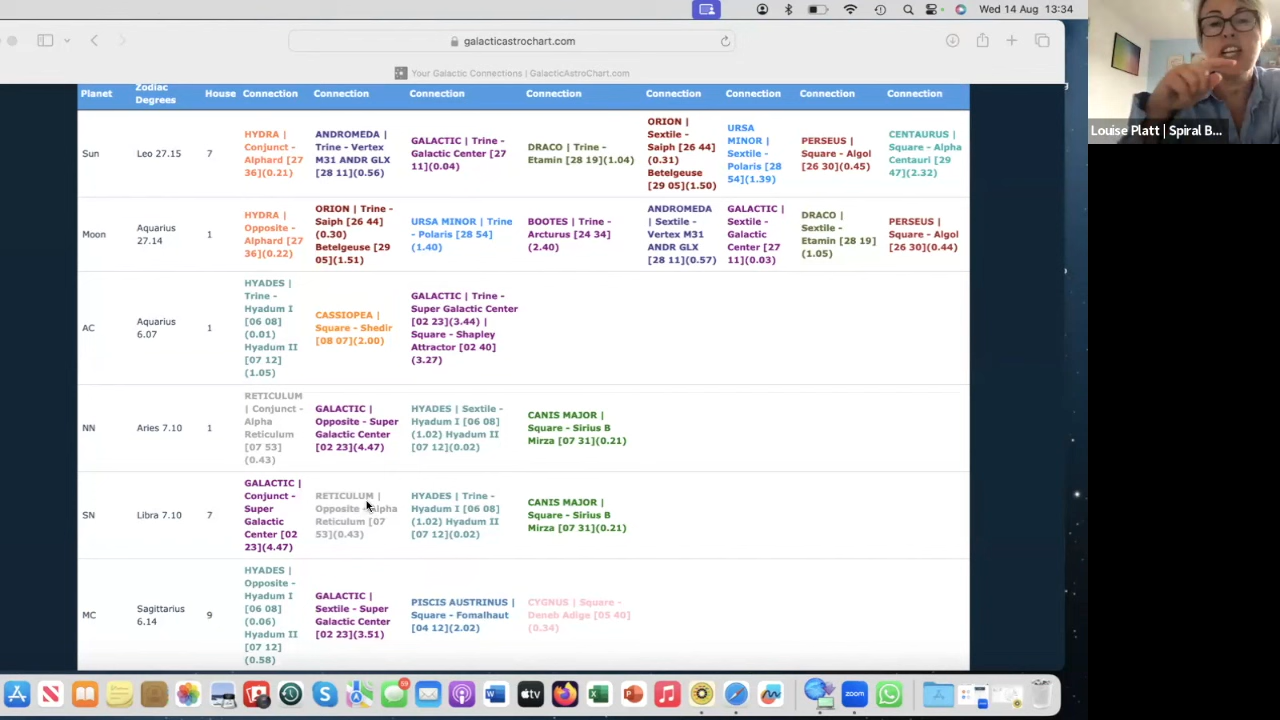 Wed 14 Aug 13:34
galacticastrochart.com
Your Galactic Connections | GalacticAstroChart.com
Louise Platt | Spiral B...
Planet
Zodiac
Degrees
House
Connection
Connection
Connection
Connection
Connection
Connection
Connection
Connection
Sun
Leo 27.15
7
HYDRA |
Conjunct -
Alphard [27
36](0.21)
ANDROMEDA |
Trine - Vertex
M31 ANDR GLX
[28 11](0.56)
GALACTIC | Trine -
Galactic Center [27
11](0.04)
DRACO | Trine -
Etamin [28 19](1.04)
ORION |
Sextile -
Saiph [26 44]
(0.31)
Betelgeuse
[29 05](1.50)
URSA
MINOR |
Sextile -
Polaris [28
54](1.39)
PERSEUS |
Square - Algol
[26 30](0.45)
CENTAURUS |
Square - Alpha
Centauri [29
47](2.32)
Moon
Aquarius
27.14
1
HYDRA |
Opposite -
Alphard [27
36](0.22)
ORION | Trine -
Saiph [26 44]
(0.30)
Betelgeuse [29
05](1.51)
URSA MINOR | Trine
- Polaris [28 54]
(1.40)
BOOTES | Trine -
Arcturus [24 34]
(2.40)
ANDROMEDA
| Sextile -
Vertex M31
ANDR GLX
[28 11](0.57)
GALACTIC |
Sextile -
Galactic
Center [27
11](0.03)
DRACO |
Sextile -
Etamin [28 19]
(1.05)
PERSEUS |
Square - Algol
[26 30](0.44)
AC
Aquarius
6.07
1
HYADES |
Trine -
Hyadum I
[06 08]
(0.01)
Hyadum II
[07 12]
(1.05)
CASSIOPEA |
Square - Shedir
[08 07](2.00)
GALACTIC | Trine -
Super Galactic Center
[02 23](3.44) |
Square - Shapley
Attractor [02 40]
(3.27)
NN
Aries 7.10
1
RETICULUM
| Conjunct -
Alpha
Reticulum
[07 53]
(0.43)
GALACTIC |
Opposite - Super
Galactic Center
[02 23](4.47)
HYADES | Sextile -
Hyadum I [06 08]
(1.02) Hyadum II
[07 12](0.02)
CANIS MAJOR |
Square - Sirius B
Mirza [07 31](0.21)
SN
Libra 7.10
7
GALACTIC |
Conjunct -
Super
Galactic
Center [02
23](4.47)
RETICULUM |
Opposite - Alpha
Reticulum [07
53](0.43)
HYADES | Trine -
Hyadum I [06 08]
(1.02) Hyadum II
[07 12](0.02)
CANIS MAJOR |
Square - Sirius B
Mirza [07 31](0.21)
MC
Sagittarius
6.14
9
HYADES |
Opposite -
Hyadum I
[06 08]
(0.06)
Hyadum II
[07 12]
(0.58)
GALACTIC |
Sextile - Super
Galactic Center
[02 23](3.51)
PISCIS AUSTRINUS |
Square - Fomalhaut
[04 12](2.02)
CYGNUS | Square -
Deneb Adige [05 40]
(0.34)
tv
zoom